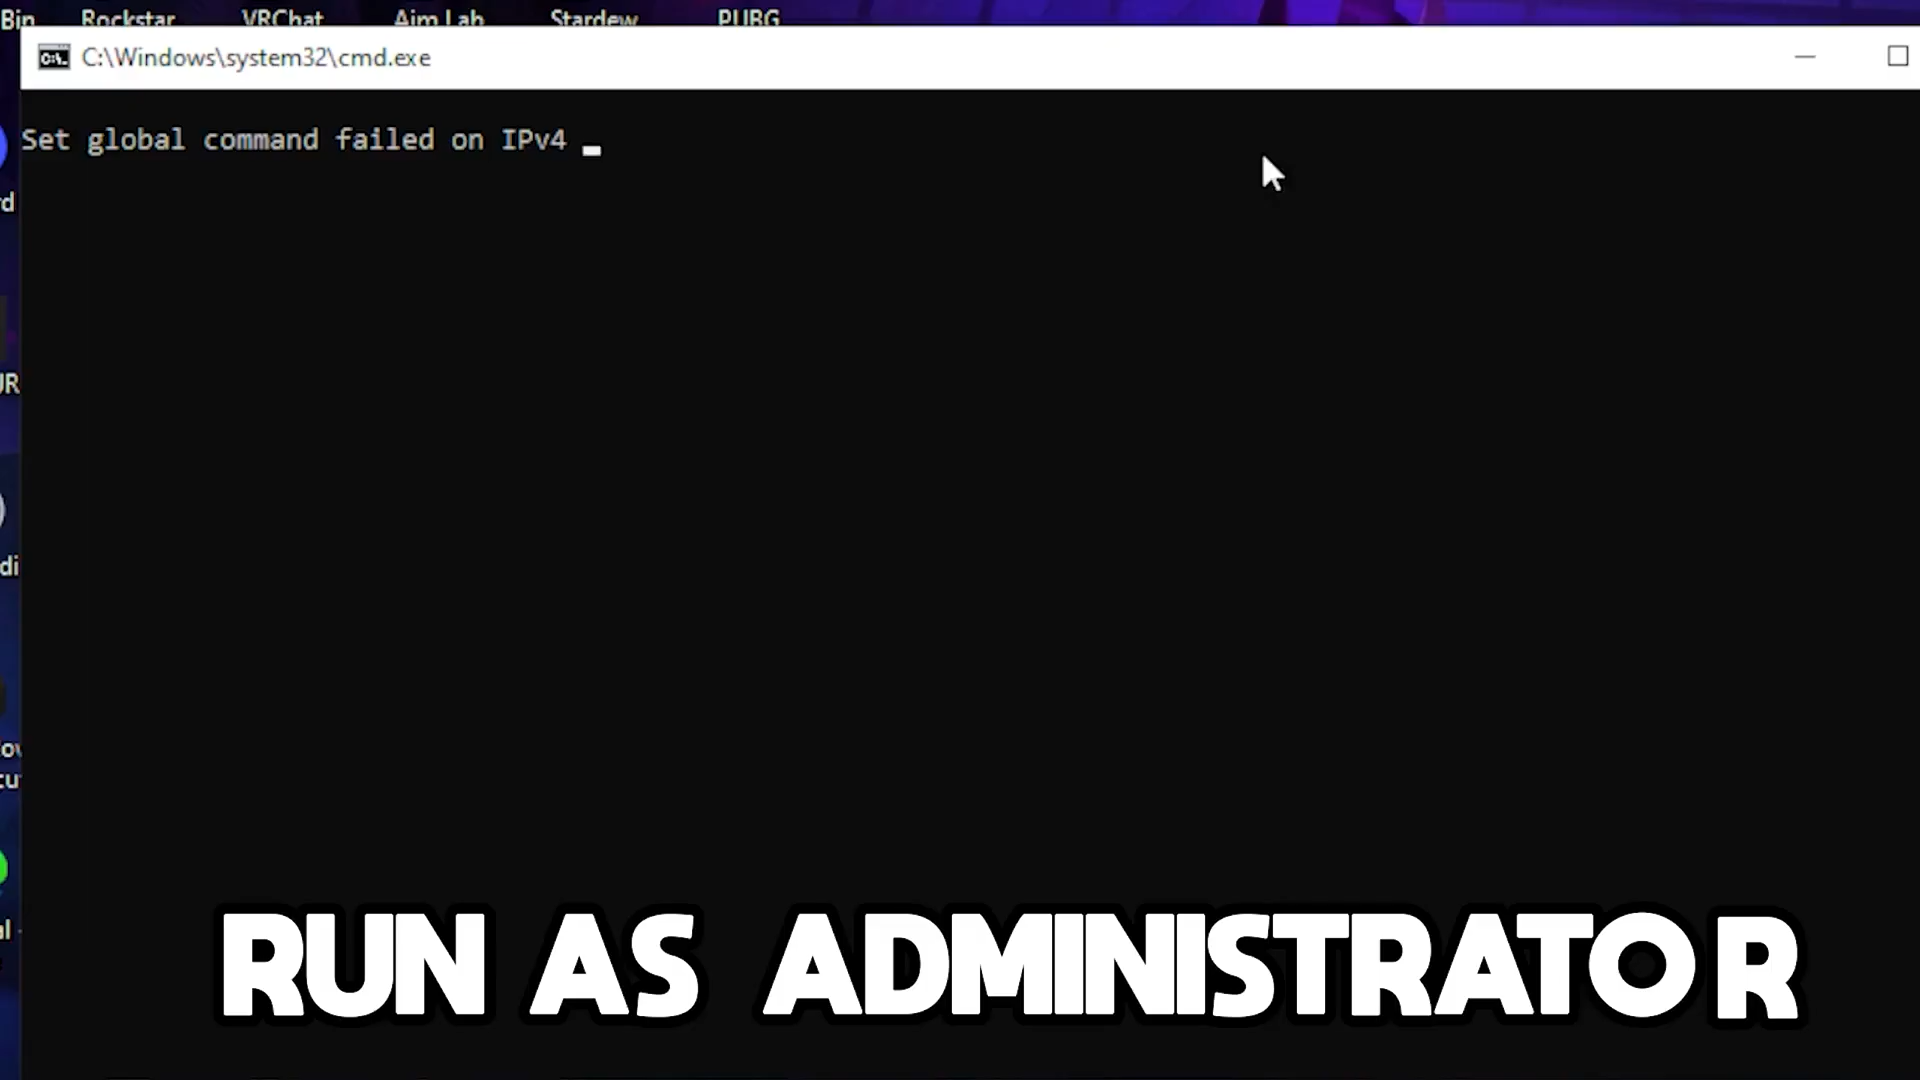 Bin Rockstar VRChat Aim Lab Stardew PUBG
C:\Windows\system32\cmd.exe
Set global command failed on IPv4
RUN AS ADMINISTRATOR